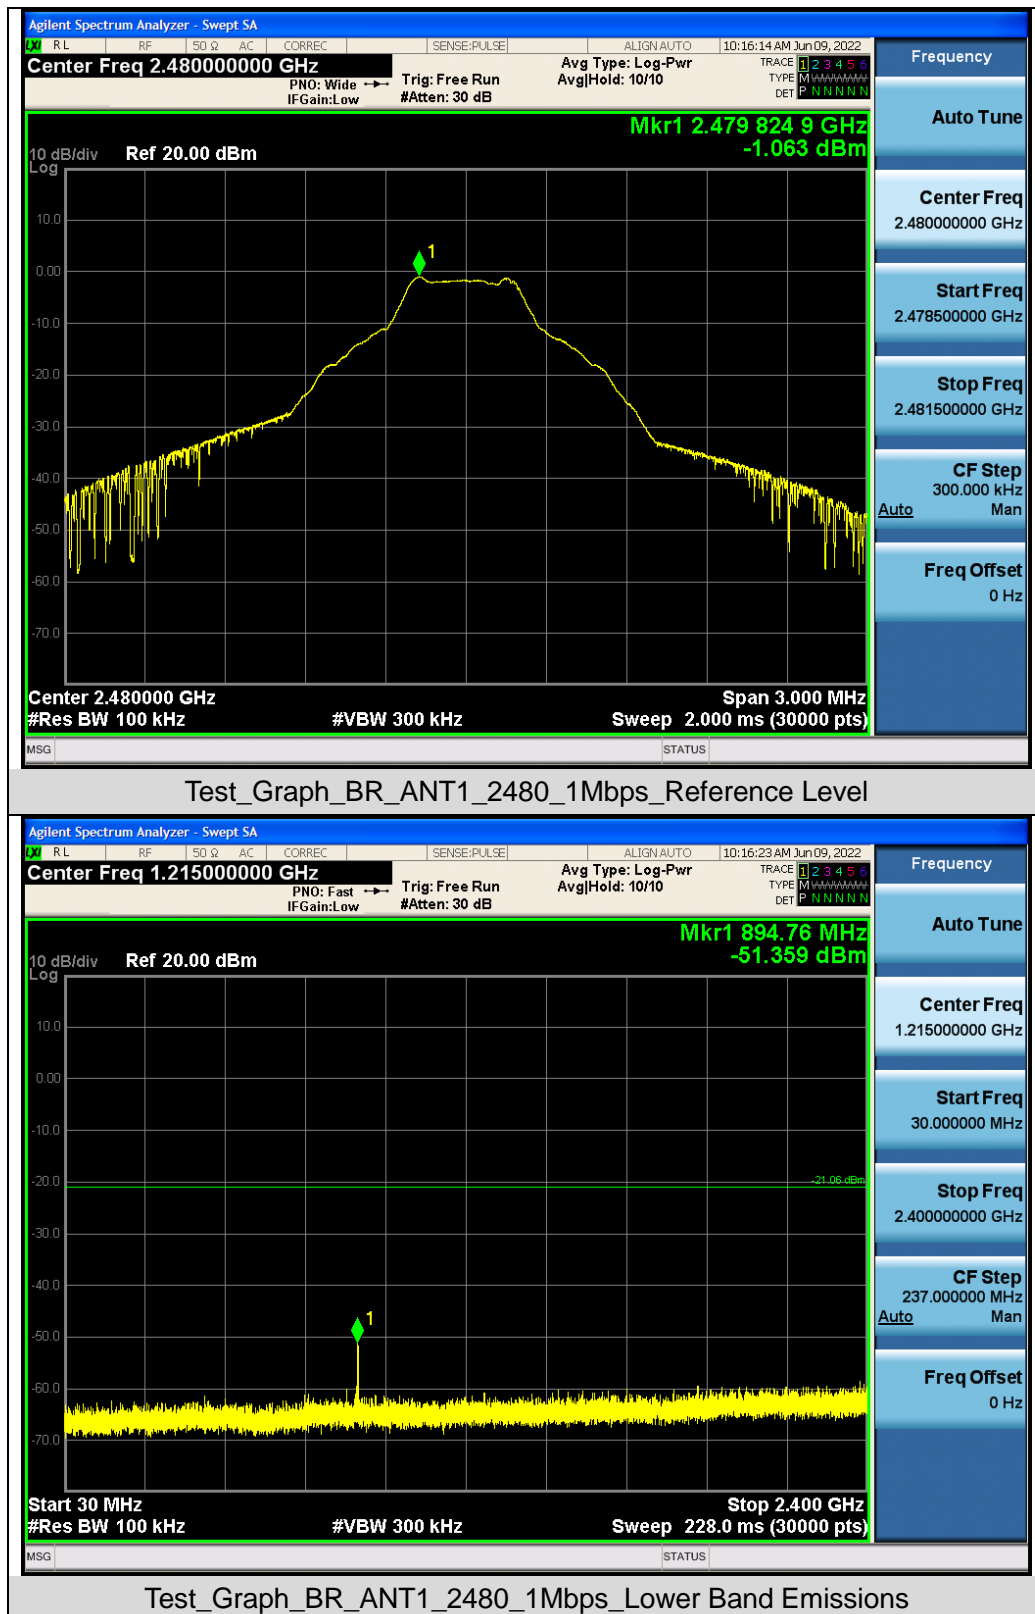 Agilent Spectrum Analyzer - Swept SA
LXI RL RF 50 Ω AC CORREC SENSE:PULSE ALIGN AUTO 10:16:14 AM Jun 09, 2022
Center Freq 2.480000000 GHz
PNO: Wide
IFGain:Low
Trig: Free Run
#Atten: 30 dB
Avg Type: Log-Pwr
Avg|Hold: 10/10
TRACE 1 2 3 4 5 6
TYPE M
DET P N N N N N
Mkr1 2.479 824 9 GHz
-1.063 dBm
10 dB/div Ref 20.00 dBm
Log
10.0
0.00
-10.0
-20.0
-30.0
-40.0
-50.0
-60.0
-70.0
1
Center 2.480000 GHz Span 3.000 MHz
#Res BW 100 kHz #VBW 300 kHz Sweep 2.000 ms (30000 pts)
MSG STATUS
Frequency
Auto Tune
Center Freq
2.480000000 GHz
Start Freq
2.478500000 GHz
Stop Freq
2.481500000 GHz
CF Step
300.000 kHz
Auto Man
Freq Offset
0 Hz
Test_Graph_BR_ANT1_2480_1Mbps_Reference Level
Agilent Spectrum Analyzer - Swept SA
LXI RL RF 50 Ω AC CORREC SENSE:PULSE ALIGN AUTO 10:16:23 AM Jun 09, 2022
Center Freq 1.215000000 GHz
PNO: Fast
IFGain:Low
Trig: Free Run
#Atten: 30 dB
Avg Type: Log-Pwr
Avg|Hold: 10/10
TRACE 1 2 3 4 5 6
TYPE M
DET P N N N N N
Mkr1 894.76 MHz
-51.359 dBm
10 dB/div Ref 20.00 dBm
Log
10.0
0.00
-10.0
-20.0
-30.0
-40.0
-50.0
-60.0
-70.0
-21.06 dBm
1
Start 30 MHz Stop 2.400 GHz
#Res BW 100 kHz #VBW 300 kHz Sweep 228.0 ms (30000 pts)
MSG STATUS
Frequency
Auto Tune
Center Freq
1.215000000 GHz
Start Freq
30.000000 MHz
Stop Freq
2.400000000 GHz
CF Step
237.000000 MHz
Auto Man
Freq Offset
0 Hz
Test_Graph_BR_ANT1_2480_1Mbps_Lower Band Emissions